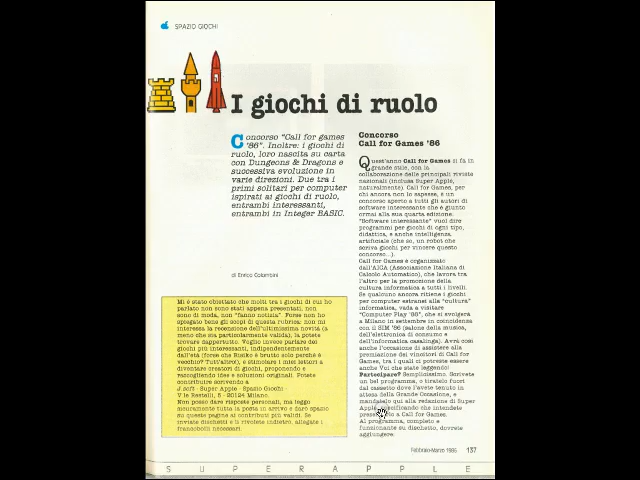 SPAZIO GIOCHI
I giochi di ruolo
Concorso "Call for games
'86". Inoltre: i giochi di
ruolo, loro nascita su carta
con Dungeons & Dragons e
successiva evoluzione in
varie direzioni. Due tra i
primi solitari per computer
ispirati ai giochi di ruolo,
entrambi interessanti,
entrambi in Integer BASIC.
di Enrico Colombini
Mi è stato obiettato che molti tra i giochi di cui ho
parlato non sono stati appena presentati, non
sono di moda, non "fanno notizia". Forse non ho
spiegato bene gli scopi di questa rubrica: non mi
interessa la recensione dell'ultimissima novità (a
meno che sia particolarmente valida), la potete
trovare dappertutto. Voglio invece parlare dei
giochi più interessanti, indipendentemente
dall'età (forse che Risiko è brutto solo perché è
vecchio? Tutt'altro!), e stimolare i miei lettori a
diventare creatori di giochi, proponendo e
raccogliendo idee e soluzioni originali. Potete
contribuire scrivendo a
J.soft - Super Apple - Spazio Giochi
V.le Restelli, 5 - 20124 Milano.
Non posso dare risposte personali, ma leggo
sicuramente tutta la posta in arrivo e darò spazio
su queste pagine ai contributi più validi. Se
inviate dischetti e li rivolete indietro, allegate i
francobolli necessari.
Concorso
Call for Games '86
Quest'anno Call for Games si fa in
grande stile, con la
collaborazione delle principali riviste
nazionali (inclusa Super Apple,
naturalmente). Call for Games, per
chi ancora non lo sapesse, è un
concorso aperto a tutti gli autori di
software interessante che è giunto
ormai alla sua quarta edizione.
"Software interessante" vuol dire
programmi per giochi di ogni tipo,
didattica, e anche intelligenza
artificiale (che so, un robot che
scriva giochi per vincere questo
concorso...).
Call for Games è organizzato
dall'AICA (Associazione Italiana di
Calcolo Automatico), che lavora tra
l'altro per la promozione della
cultura informatica a tutti i livelli.
Se qualcuno ancora ritiene i giochi
per computer estranei alla "cultura"
informatica, vada a visitare
"Computer Play '86", che si svolgerà
a Milano in settembre in coincidenza
con il SIM '86 (salone della musica,
dell'elettronica di consumo e
dell'informatica casalinga). Avrà così
anche l'occasione di assistere alla
premiazione dei vincitori di Call for
Games, tra i quali ci potreste essere
anche Voi che state leggendo!
Partecipare? Semplicissimo. Scrivete
un bel programma, o tiratelo fuori
dal cassetto dove l'avete tenuto in
attesa della Grande Occasione, e
mandatelo qui alla redazione di Super
Apple, specificando che intendete
presentarlo a Call for Games.
Al programma, completo e
funzionante su dischetto, dovrete
aggiungere:
Febbraio-Marzo 1986 137
SUPERAPPLE